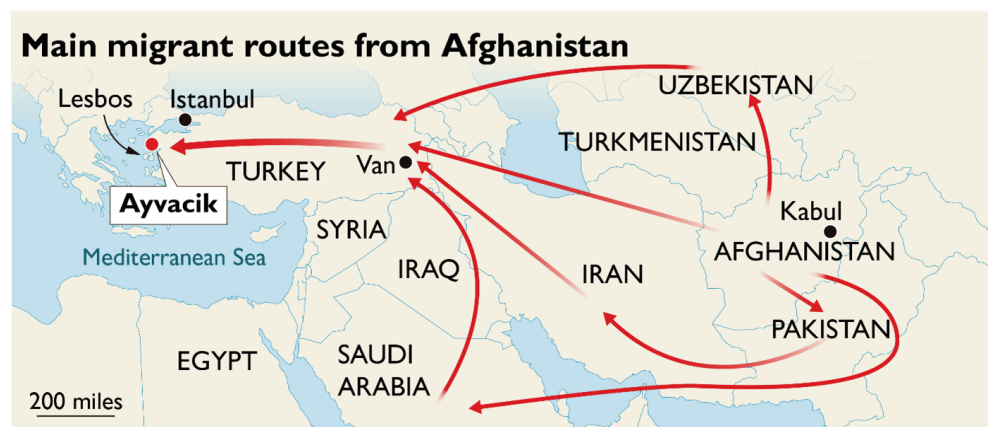 Main migrant routes from Afghanistan
Lesbos
Istanbul
UZBEKISTAN
TURKMENISTAN
Van
TURKEY
Ayvacik
Kabul
SYRIA
AFGHANISTAN
Mediterranean Sea
IRAQ
IRAN
PAKISTAN
EGYPT
SAUDI
ARABIA
200 miles